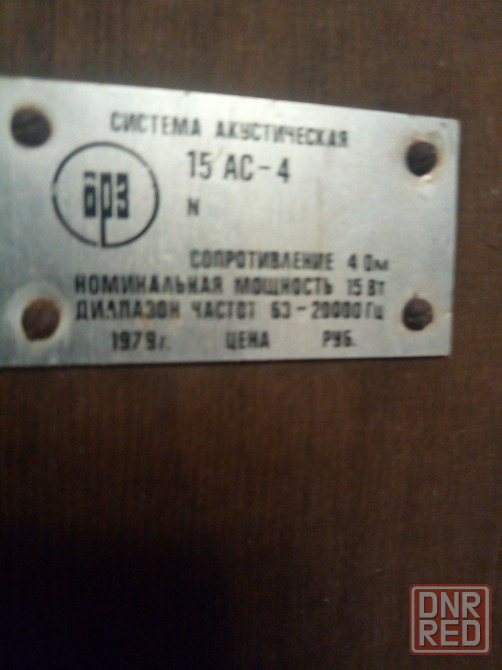 СИСТЕМА АКУСТИЧЕСКАЯ
15 АС-4
БРЗ
N
СОПРОТИВЛЕНИЕ 4 Ом
НОМИНАЛЬНАЯ МОЩНОСТЬ 15 Вт
ДИАПАЗОН ЧАСТОТ 63-20000 Гц
1979г. ЦЕНА РУБ.
DNR
RED